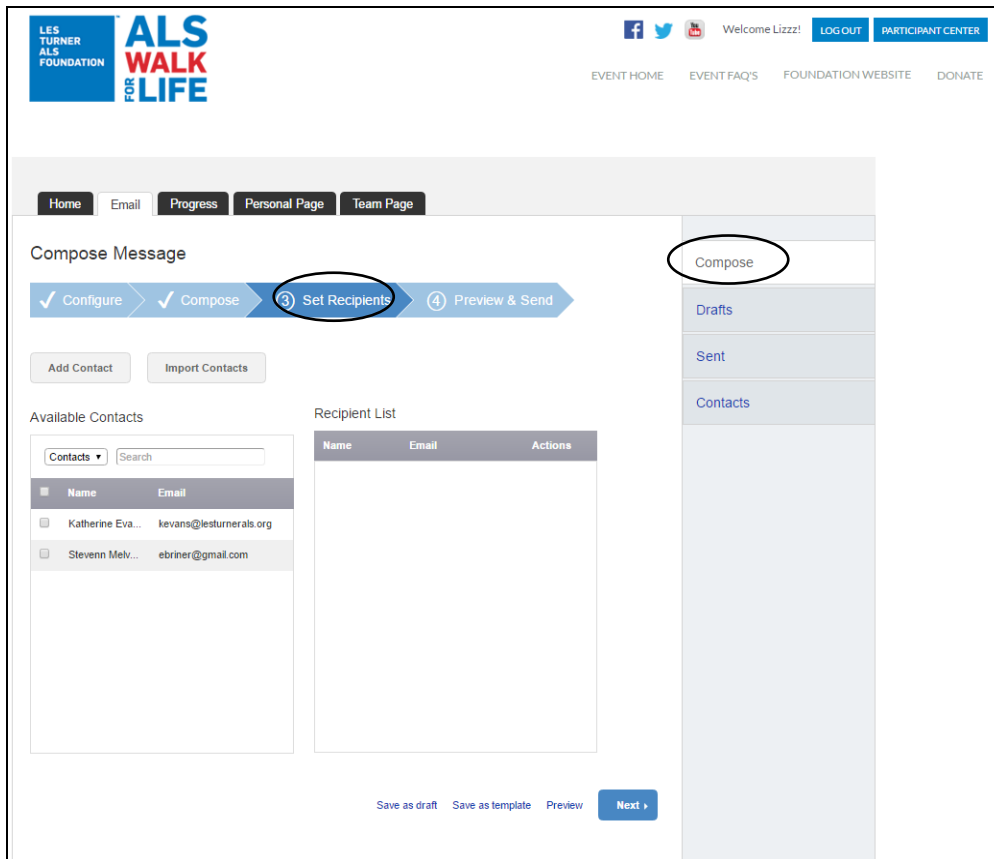 LES
TURNER
ALS
FOUNDATION
ALS
WALK
FOR
LIFE
You Tube
Welcome Lizzz!
LOG OUT
PARTICIPANT CENTER
EVENT HOME EVENT FAQ'S FOUNDATION WEBSITE DONATE
Home Email Progress Personal Page Team Page
Compose Message
Configure Compose 3 Set Recipients 4 Preview & Send
Add Contact Import Contacts
Available Contacts
Contacts Search
Name Email
Katherine Eva... kevans@lesturnerals.org
Stevenn Melv... ebriner@gmail.com
Recipient List
Name Email Actions
Save as draft Save as template Preview Next
Compose
Drafts
Sent
Contacts